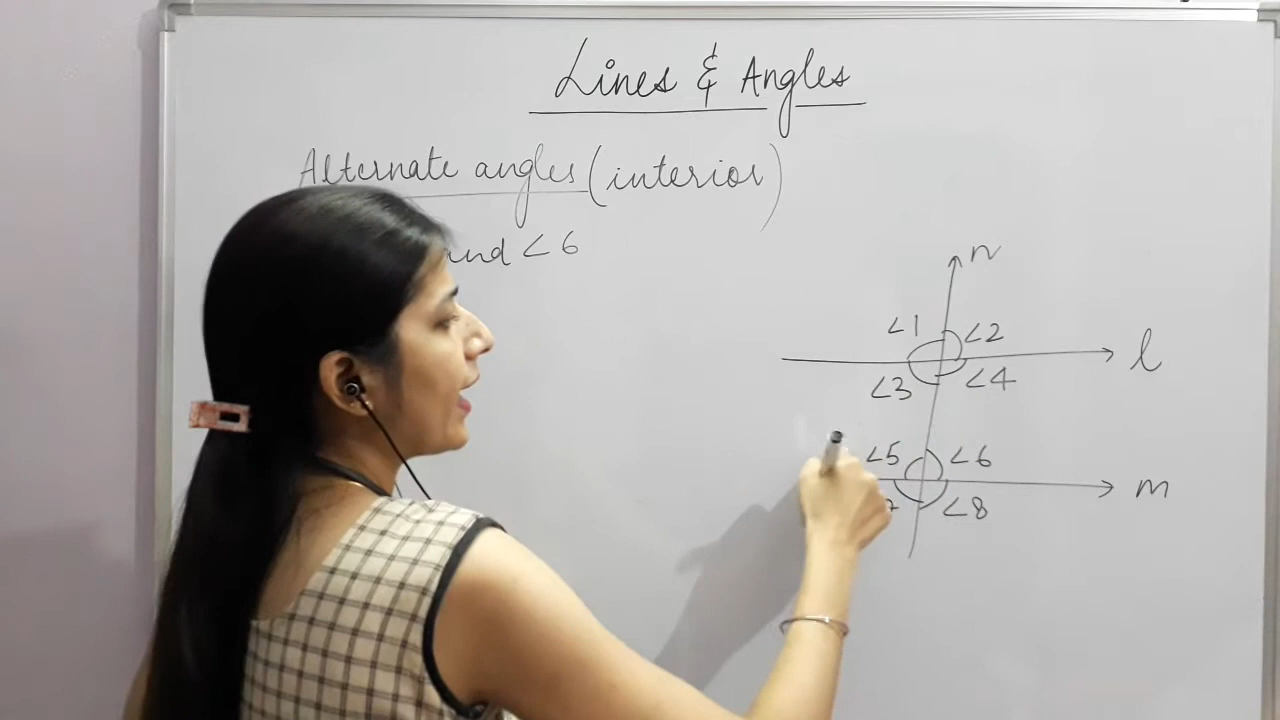 Lines & Angles
Alternate angles (interior)
and ∠6
n
∠1 ∠2
l
∠3 ∠4
∠5 ∠6
m
∠8